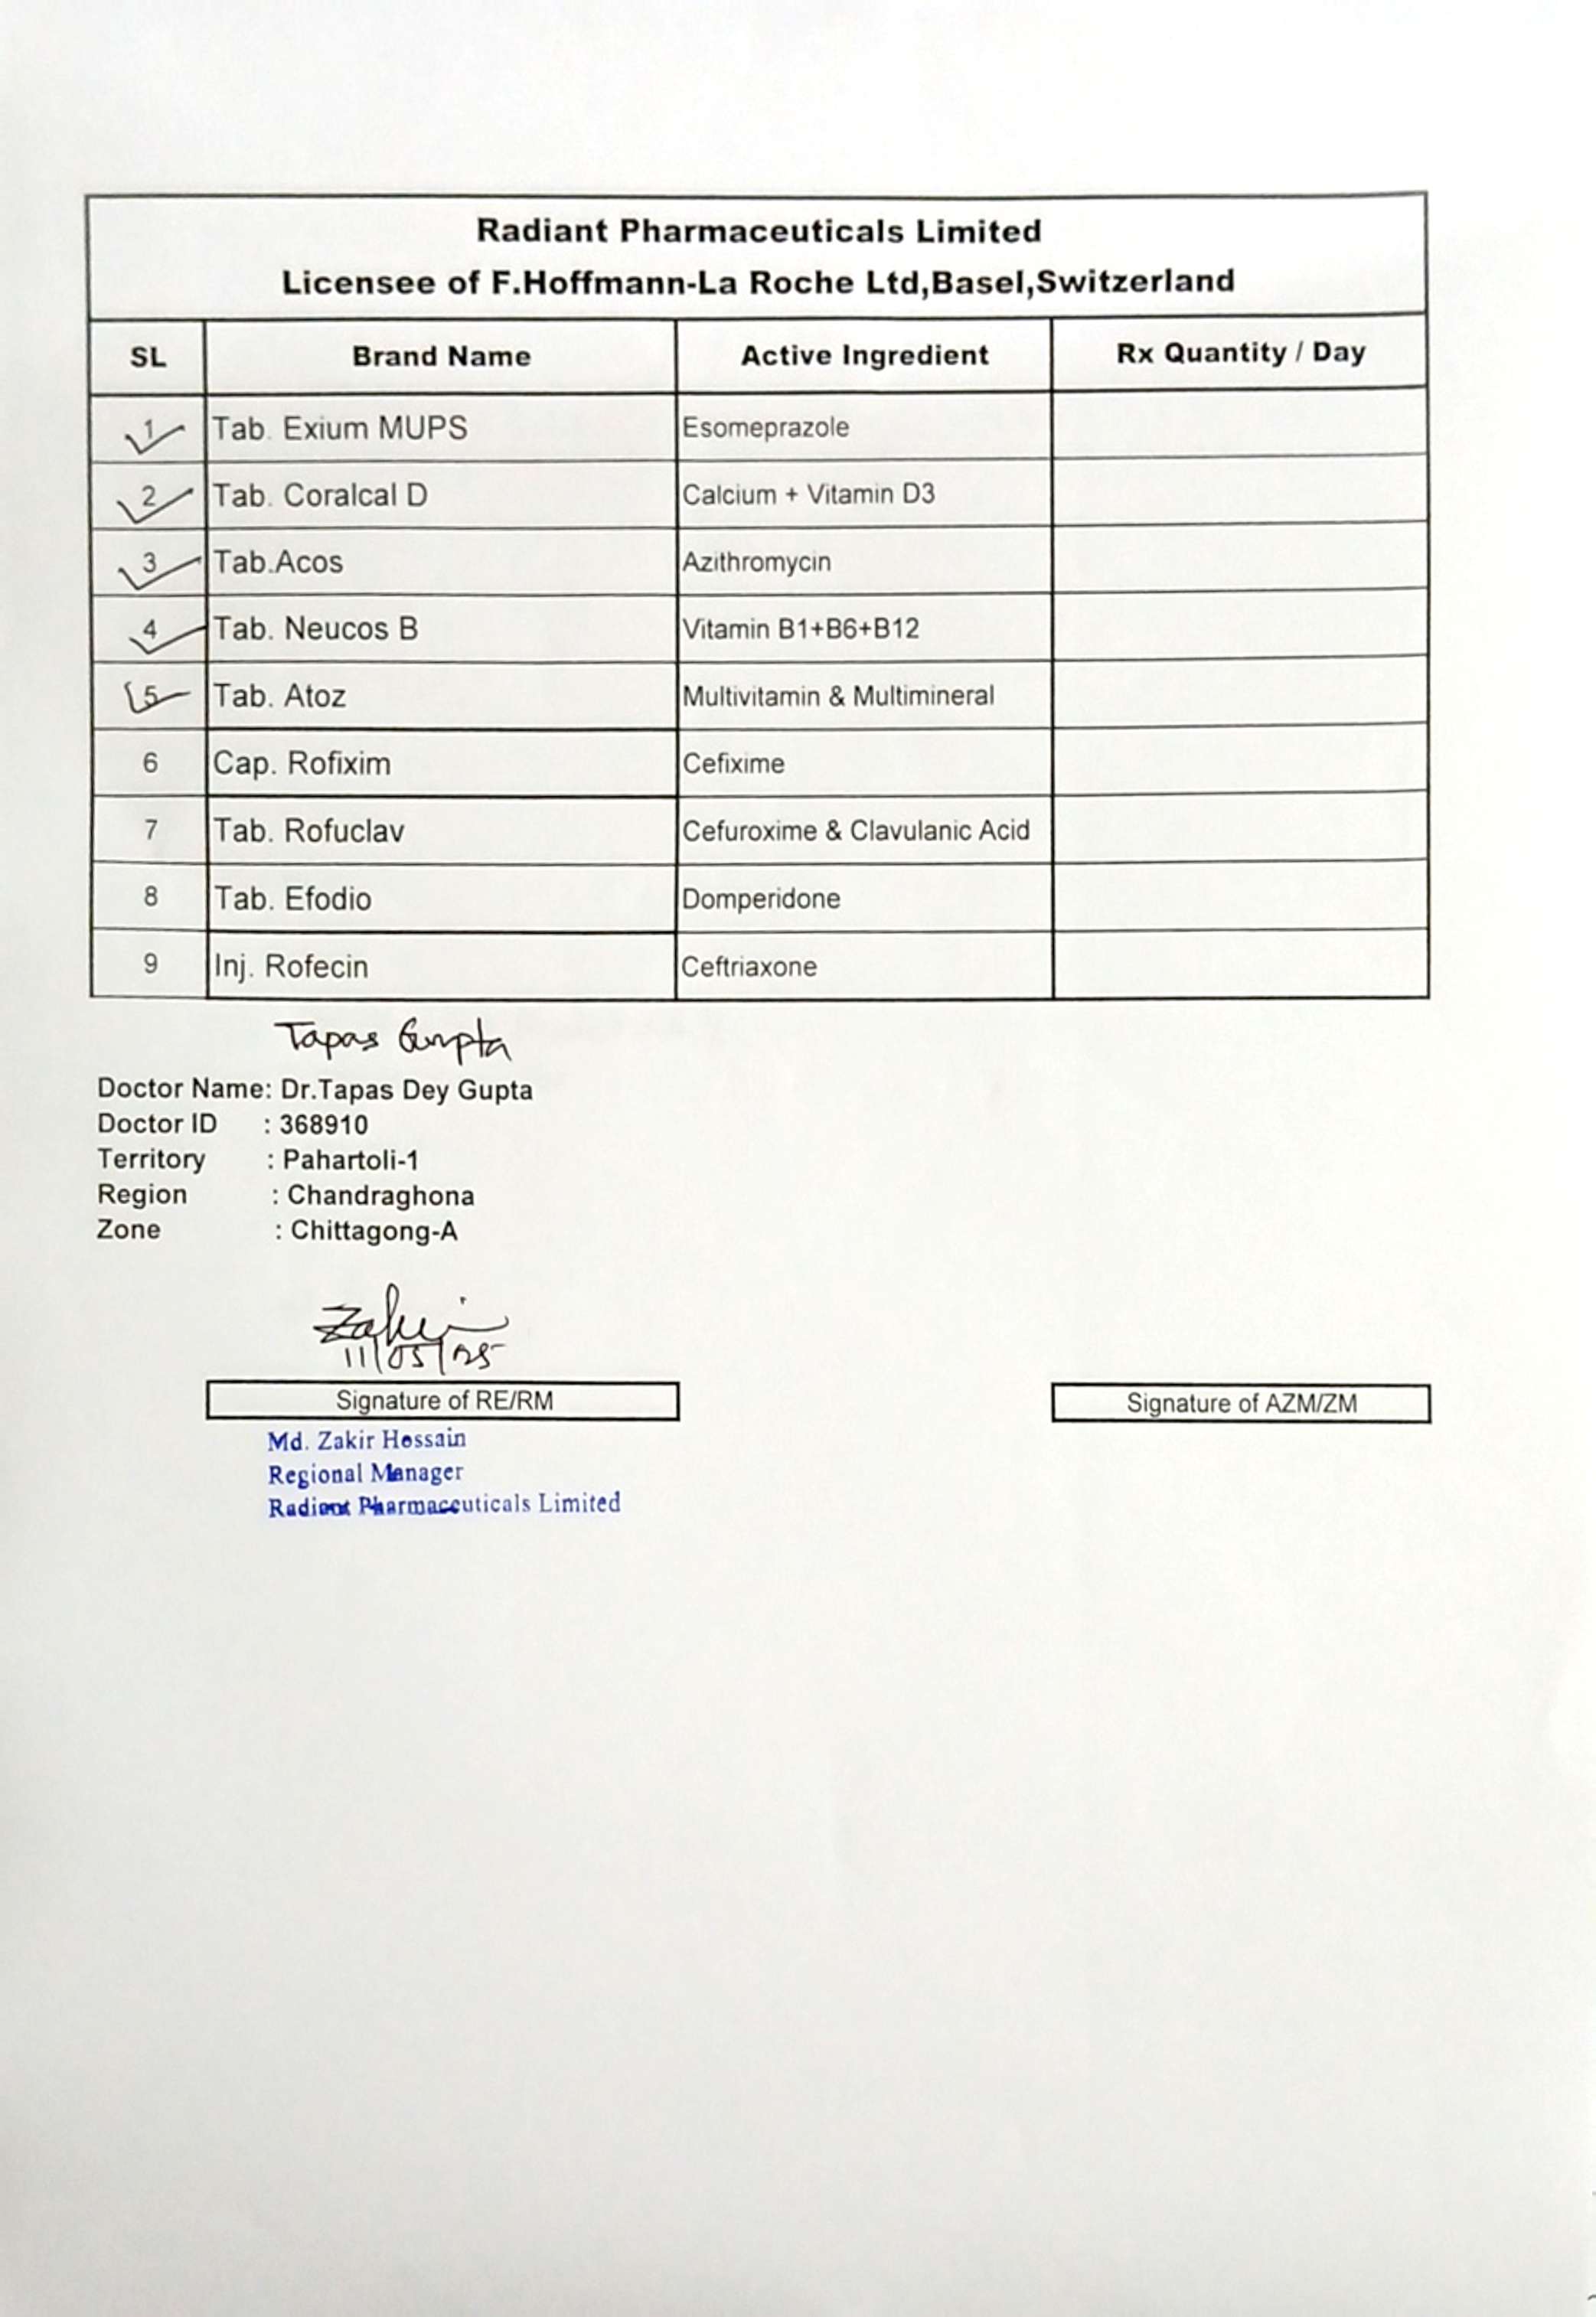 Radiant Pharmaceuticals Limited
Licensee of F.Hoffmann-La Roche Ltd,Basel,Switzerland
SL Brand Name Active Ingredient Rx Quantity / Day
1 Tab. Exium MUPS Esomeprazole
2 Tab. Coralcal D Calcium + Vitamin D3
3 Tab.Acos Azithromycin
4 Tab. Neucos B Vitamin B1+B6+B12
5 Tab. Atoz Multivitamin & Multimineral
6 Cap. Rofixim Cefixime
7 Tab. Rofuclav Cefuroxime & Clavulanic Acid
8 Tab. Efodio Domperidone
9 Inj. Rofecin Ceftriaxone
Tapas Gupta
Doctor Name: Dr.Tapas Dey Gupta
Doctor ID : 368910
Territory : Pahartoli-1
Region : Chandraghona
Zone : Chittagong-A
Zakir
11/05/25
Signature of RE/RM Signature of AZM/ZM
Md. Zakir Hossain
Regional Manager
Radiant Pharmaceuticals Limited